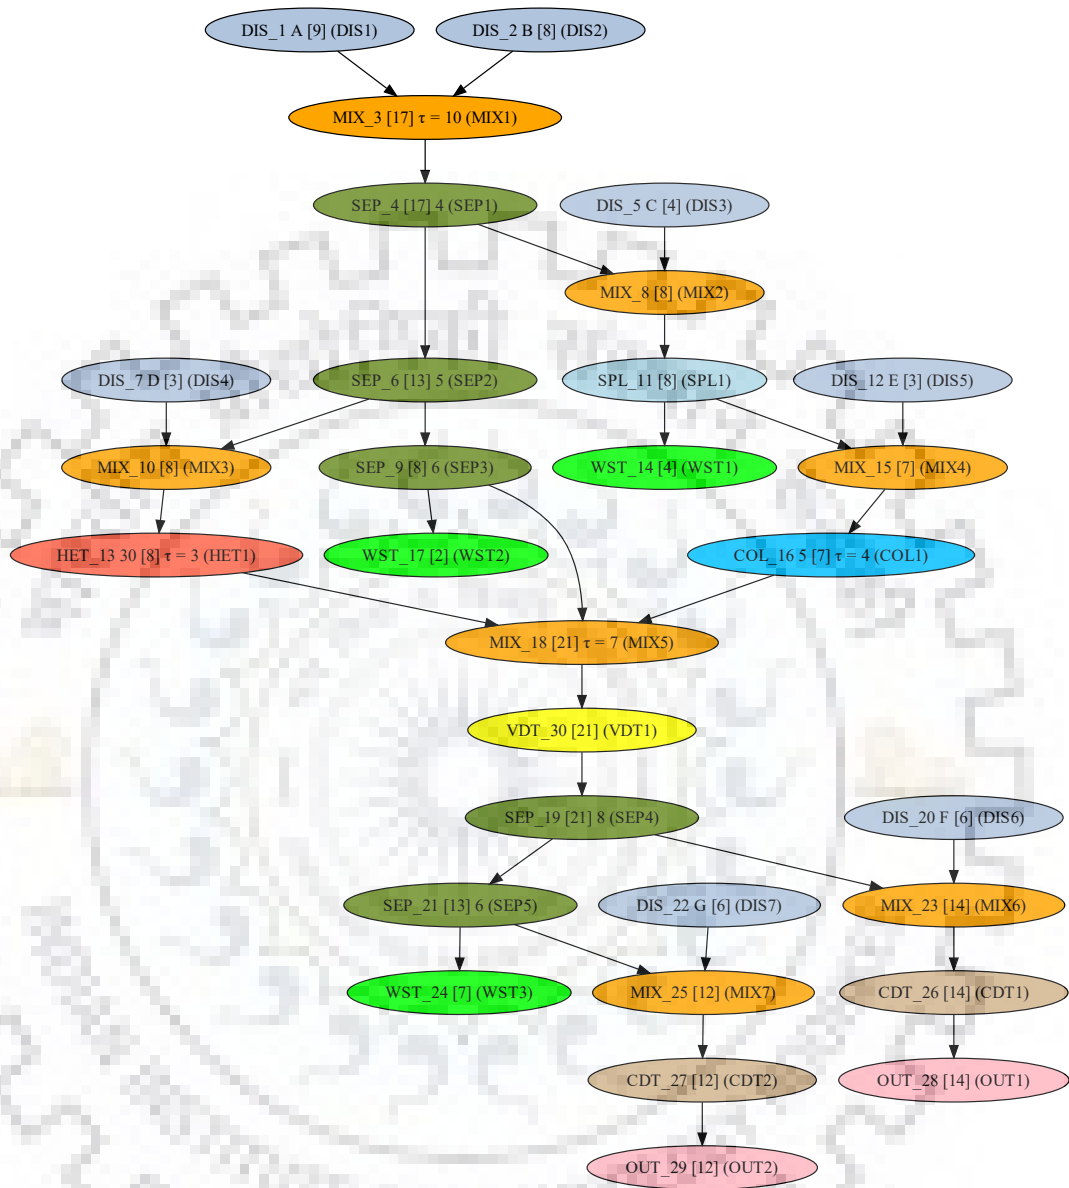 DIS_1 A [9] (DIS1)
DIS_2 B [8] (DIS2)
MIX_3 [17] τ = 10 (MIX1)
SEP_4 [17] 4 (SEP1)
DIS_5 C [4] (DIS3)
MIX_8 [8] (MIX2)
DIS_7 D [3] (DIS4)
SEP_6 [13] 5 (SEP2)
SPL_11 [8] (SPL1)
DIS_12 E [3] (DIS5)
MIX_10 [8] (MIX3)
SEP_9 [8] 6 (SEP3)
WST_14 [4] (WST1)
MIX_15 [7] (MIX4)
HET_13 30 [8] τ = 3 (HET1)
WST_17 [2] (WST2)
COL_16 5 [7] τ = 4 (COL1)
MIX_18 [21] τ = 7 (MIX5)
VDT_30 [21] (VDT1)
SEP_19 [21] 8 (SEP4)
DIS_20 F [6] (DIS6)
SEP_21 [13] 6 (SEP5)
DIS_22 G [6] (DIS7)
MIX_23 [14] (MIX6)
WST_24 [7] (WST3)
MIX_25 [12] (MIX7)
CDT_26 [14] (CDT1)
CDT_27 [12] (CDT2)
OUT_28 [14] (OUT1)
OUT_29 [12] (OUT2)